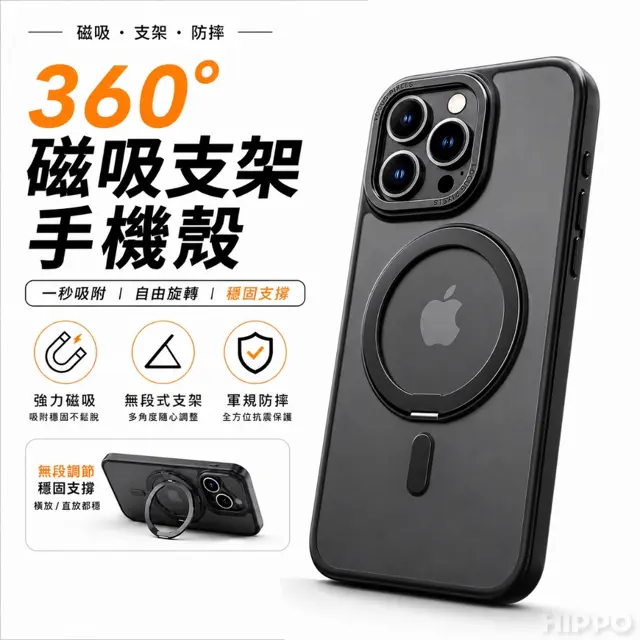 磁吸・支架・防摔
360°
磁吸支架
手機殼
一秒吸附 / 自由旋轉 / 穩固支撐
強力磁吸
吸附穩固不鬆脫
無段式支架
多角度隨心調整
軍規防摔
全方位抗震保護
無段調節
穩固支撐
橫放 / 直放都穩
HIPPO